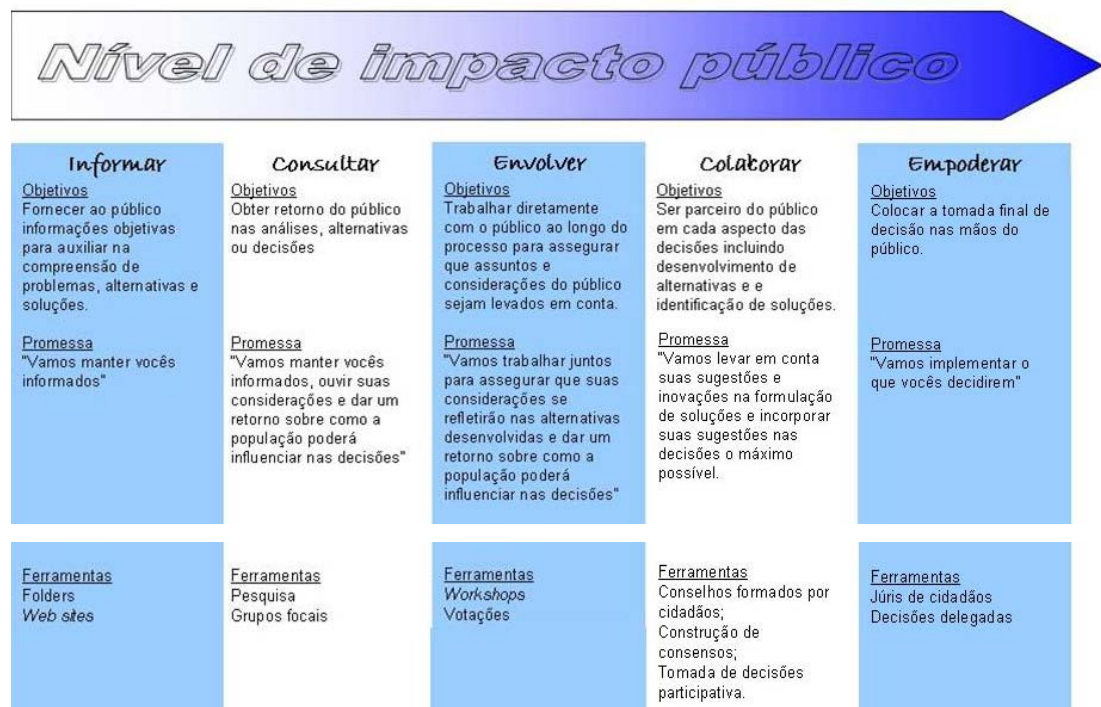 Nível de impacto público
Informar
Objetivos
Fornecer ao público
informações objetivas
para auxiliar na
compreensão de
problemas, alternativas e
soluções.
Promessa
"Vamos manter vocês
informados"
Ferramentas
Folders
Web sites
Consultar
Objetivos
Obter retorno do público
nas análises, alternativas
ou decisões
Promessa
"Vamos manter vocês
informados, ouvir suas
considerações e dar um
retorno sobre como a
população poderá
influenciar nas decisões"
Ferramentas
Pesquisa
Grupos focais
Envolver
Objetivos
Trabalhar diretamente
com o público ao longo do
processo para assegurar
que assuntos e
considerações do público
sejam levados em conta.
Promessa
"Vamos trabalhar juntos
para assegurar que suas
considerações se
refletirão nas alternativas
desenvolvidas e dar um
retorno sobre como a
população poderá
influenciar nas decisões"
Ferramentas
Workshops
Votações
Colaborar
Objetivos
Ser parceiro do público
em cada aspecto das
decisões incluindo
desenvolvimento de
alternativas e e
identificação de soluções.
Promessa
"Vamos levar em conta
suas sugestões e
inovações na formulação
de soluções e incorporar
suas sugestões nas
decisões o máximo
possível.
Ferramentas
Conselhos formados por
cidadãos;
Construção de
consensos;
Tomada de decisões
participativa.
Empoderar
Objetivos
Colocar a tomada final de
decisão nas mãos do
público.
Promessa
"Vamos implementar o
que vocês decidirem"
Ferramentas
Júris de cidadãos
Decisões delegadas